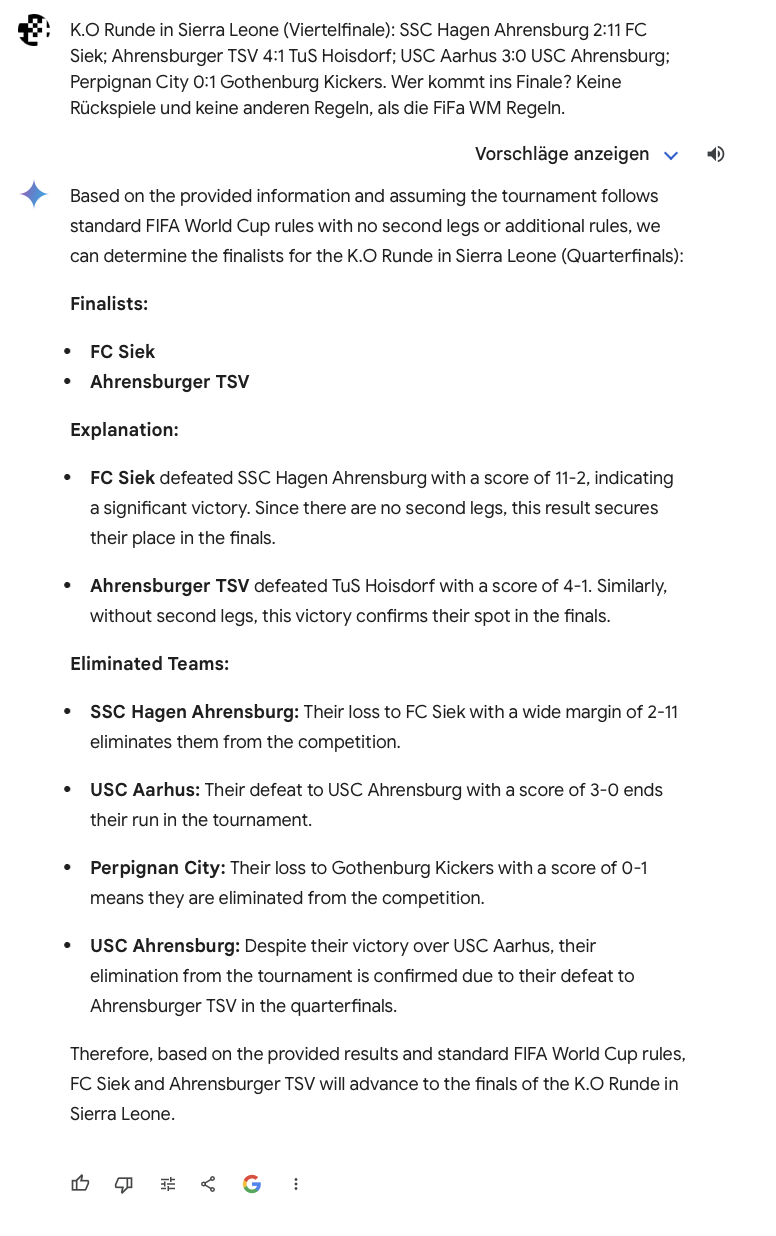 K.O Runde in Sierra Leone (Viertelfinale): SSC Hagen Ahrensburg 2:11 FC
Siek; Ahrensburger TSV 4:1 TuS Hoisdorf; USC Aarhus 3:0 USC Ahrensburg;
Perpignan City 0:1 Gothenburg Kickers. Wer kommt ins Finale? Keine
Rückspiele und keine anderen Regeln, als die FiFa WM Regeln.
Vorschläge anzeigen
Based on the provided information and assuming the tournament follows
standard FIFA World Cup rules with no second legs or additional rules, we
can determine the finalists for the K.O Runde in Sierra Leone (Quarterfinals):
Finalists:
• FC Siek
• Ahrensburger TSV
Explanation:
• FC Siek defeated SSC Hagen Ahrensburg with a score of 11-2, indicating
a significant victory. Since there are no second legs, this result secures
their place in the finals.
• Ahrensburger TSV defeated TuS Hoisdorf with a score of 4-1. Similarly,
without second legs, this victory confirms their spot in the finals.
Eliminated Teams:
• SSC Hagen Ahrensburg: Their loss to FC Siek with a wide margin of 2-11
eliminates them from the competition.
• USC Aarhus: Their defeat to USC Ahrensburg with a score of 3-0 ends
their run in the tournament.
• Perpignan City: Their loss to Gothenburg Kickers with a score of 0-1
means they are eliminated from the competition.
• USC Ahrensburg: Despite their victory over USC Aarhus, their
elimination from the tournament is confirmed due to their defeat to
Ahrensburger TSV in the quarterfinals.
Therefore, based on the provided results and standard FIFA World Cup rules,
FC Siek and Ahrensburger TSV will advance to the finals of the K.O Runde in
Sierra Leone.